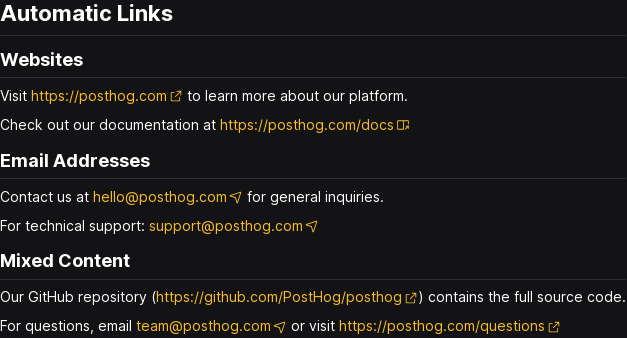 Automatic Links
Websites
Visit https://posthog.com to learn more about our platform.
Check out our documentation at https://posthog.com/docs
Email Addresses
Contact us at hello@posthog.com for general inquiries.
For technical support: support@posthog.com
Mixed Content
Our GitHub repository (https://github.com/PostHog/posthog) contains the full source code.
For questions, email team@posthog.com or visit https://posthog.com/questions